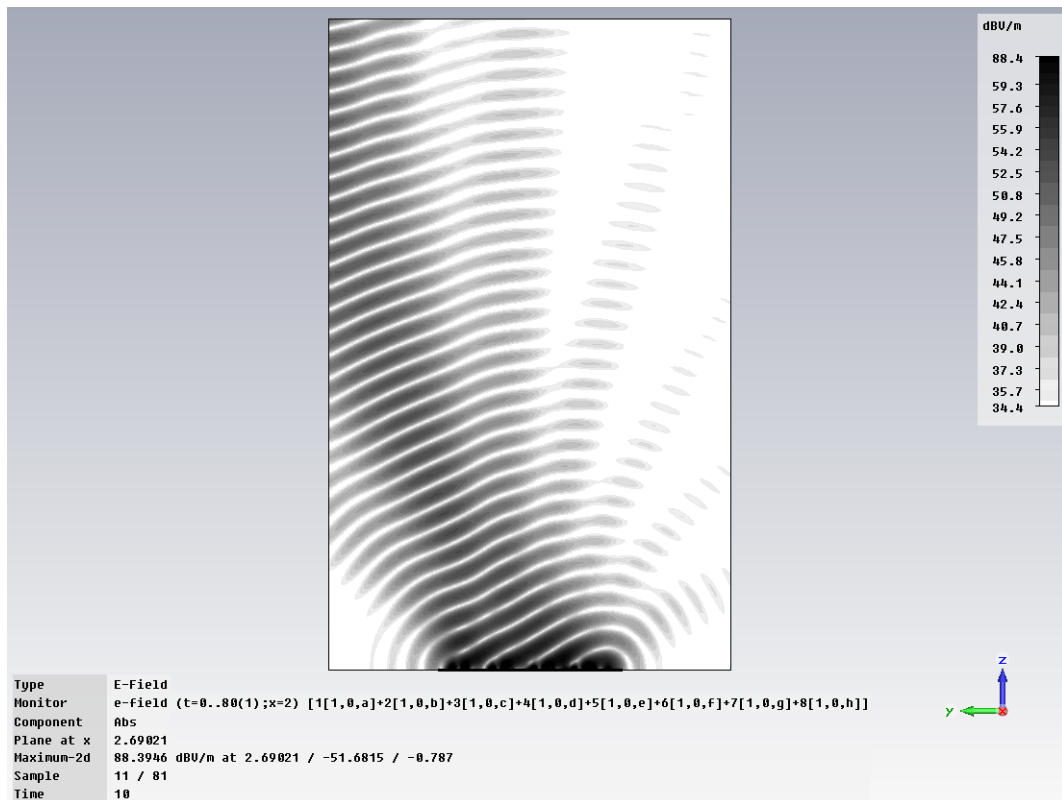 dBV/m
88.4
59.3
57.6
55.9
54.2
52.5
50.8
49.2
47.5
45.8
44.1
42.4
40.7
39.0
37.3
35.7
34.4
z
y
x
Type E-Field
Monitor e-field (t=0..80(1);x=2) [1[1,0,a]+2[1,0,b]+3[1,0,c]+4[1,0,d]+5[1,0,e]+6[1,0,f]+7[1,0,g]+8[1,0,h]]
Component Abs
Plane at x 2.69021
Maximum-2d 88.3946 dBV/m at 2.69021 / -51.6815 / -0.787
Sample 11 / 81
Time 10